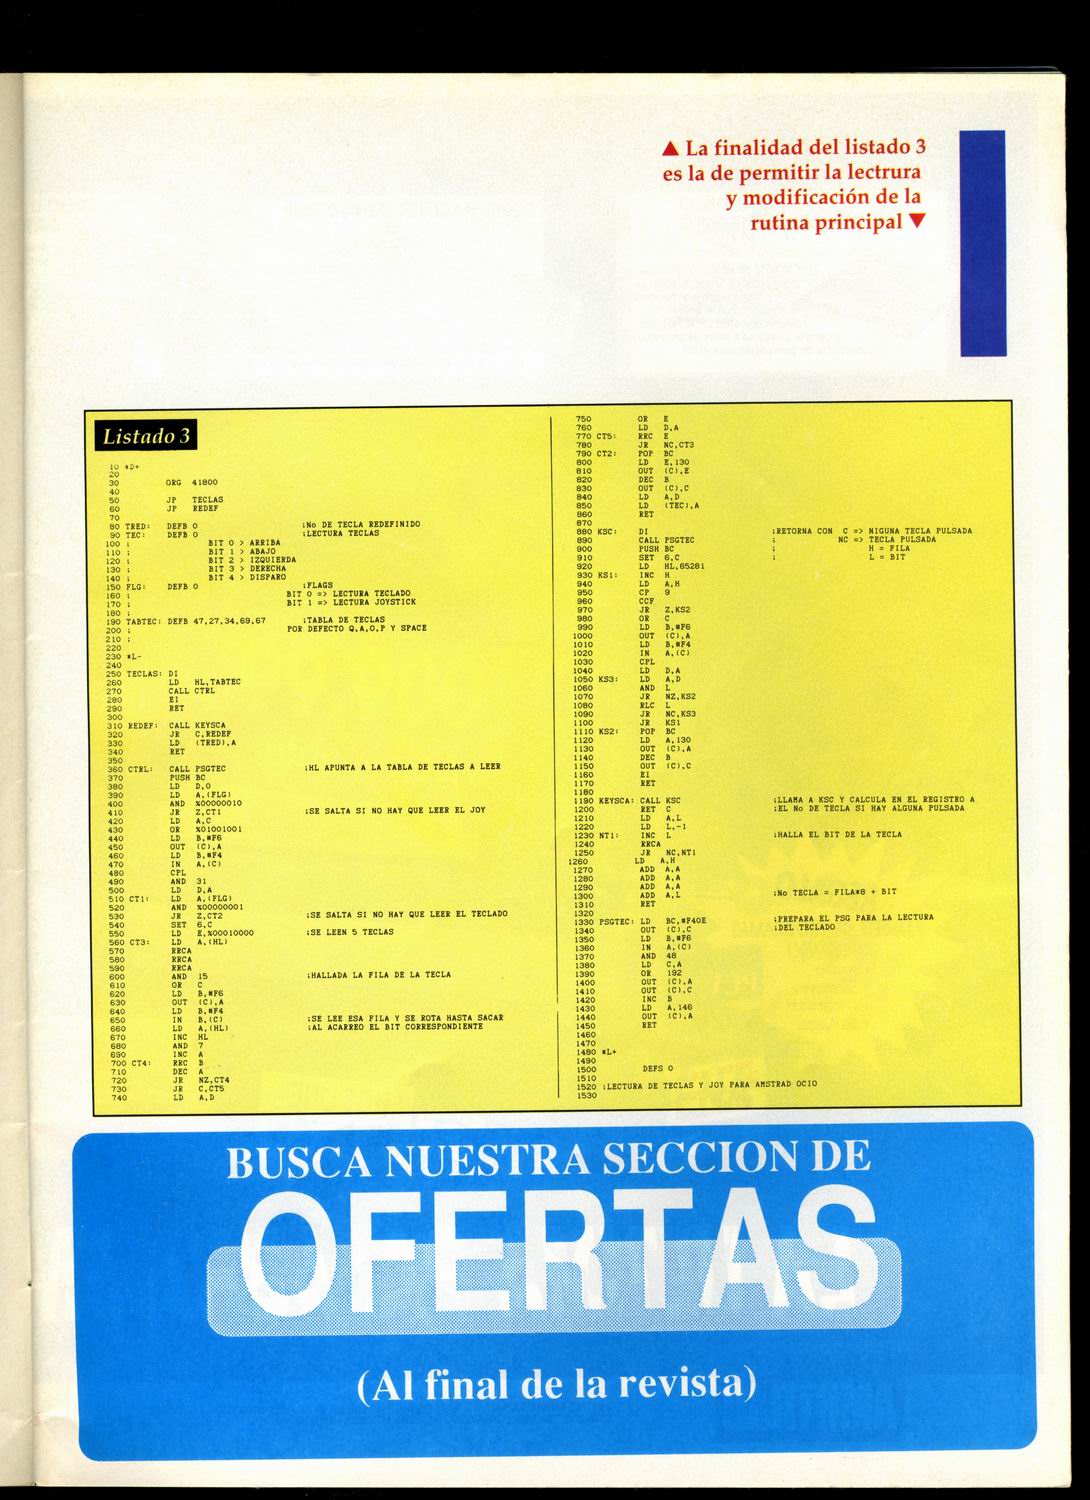 ▲ La finalidad del listado 3
es la de permitir la lectrura
y modificación de la
rutina principal ▼
Listado 3
10 *D+
20
30 ORG 41800
40
50 JP TECLAS
60 JP REDEF
70
80 TRED: DEFB 0 ;No DE TECLA REDEFINIDO
90 TEC: DEFB 0 ;LECTURA TECLAS
100 ; BIT 0 > ARRIBA
110 ; BIT 1 > ABAJO
120 ; BIT 2 > IZQUIERDA
130 ; BIT 3 > DERECHA
140 ; BIT 4 > DISPARO
150 FLG: DEFB 0 ;FLAGS
160 ; BIT 0 => LECTURA TECLADO
170 ; BIT 1 => LECTURA JOYSTICK
180 ;
190 TABTEC: DEFB 47,27,34,69,67 ;TABLA DE TECLAS
200 ; POR DEFECTO Q,A,O,P Y SPACE
210 ;
220
230 *L-
240
250 TECLAS: DI
260 LD HL,TABTEC
270 CALL CTRL
280 EI
290 RET
300
310 REDEF: CALL KEYSCA
320 JR C,REDEF
330 LD (TRED),A
340 RET
350
360 CTRL: CALL PSGTEC ;HL APUNTA A LA TABLA DE TECLAS A LEER
370 PUSH BC
380 LD D,0
390 LD A,(FLG)
400 AND %00000010
410 JR Z,CT1 ;SE SALTA SI NO HAY QUE LEER EL JOY
420 LD A,C
430 OR %01001001
440 LD B,#F6
450 OUT (C),A
460 LD B,#F4
470 IN A,(C)
480 CPL
490 AND 31
500 LD D,A
510 CT1: LD A,(FLG)
520 AND %00000001
530 JR Z,CT2 ;SE SALTA SI NO HAY QUE LEER EL TECLADO
540 SET 6,C
550 LD E,%00010000 ;SE LEEN 5 TECLAS
560 CT3: LD A,(HL)
570 RRCA
580 RRCA
590 RRCA
600 AND 15 ;HALLADA LA FILA DE LA TECLA
610 OR C
620 LD B,#F6
630 OUT (C),A
640 LD B,#F4
650 IN B,(C) ;SE LEE ESA FILA Y SE ROTA HASTA SACAR
660 LD A,(HL) ;AL ACARREO EL BIT CORRESPONDIENTE
670 INC HL
680 AND 7
690 INC A
700 CT4: RRC B
710 DEC A
720 JR NZ,CT4
730 JR C,CT5
740 LD A,D
750 OR E
760 LD D,A
770 CT5: RRC E
780 JR NC,CT3
790 CT2: POP BC
800 LD E,130
810 OUT (C),E
820 DEC B
830 OUT (C),C
840 LD A,D
850 LD (TEC),A
860 RET
870
880 KSC: DI ;RETORNA CON C => NIGUNA TECLA PULSADA
890 CALL PSGTEC ; NC => TECLA PULSADA
900 PUSH BC ; H = FILA
910 SET 6,C ; L = BIT
920 LD HL,65281
930 KS1: INC H
940 LD A,H
950 CP 9
960 CCF
970 JR Z,KS2
980 OR C
990 LD B,#F6
1000 OUT (C),A
1010 LD B,#F4
1020 IN A,(C)
1030 CPL
1040 LD D,A
1050 KS3: LD A,D
1060 AND L
1070 JR NZ,KS2
1080 RLC L
1090 JR NC,KS3
1100 JR KS1
1110 KS2: POP BC
1120 LD A,130
1130 OUT (C),A
1140 DEC B
1150 OUT (C),C
1160 EI
1170 RET
1180
1190 KEYSCA: CALL KSC ;LLAMA A KSC Y CALCULA EN EL REGISTRO A
1200 RET C ;EL No DE TECLA SI HAY ALGUNA PULSADA
1210 LD A,L
1220 LD L,-1
1230 NT1: INC L ;HALLA EL BIT DE LA TECLA
1240 RRCA
1250 JR NC,NT1
1260 LD A,H
1270 ADD A,A
1280 ADD A,A
1290 ADD A,A
1300 ADD A,L ;No TECLA = FILA*8 + BIT
1310 RET
1320
1330 PSGTEC: LD BC,#F40E ;PREPARA EL PSG PARA LA LECTURA
1340 OUT (C),C ;DEL TECLADO
1350 LD B,#F6
1360 IN A,(C)
1370 AND 48
1380 LD C,A
1390 OR 192
1400 OUT (C),A
1410 OUT (C),C
1420 INC B
1430 LD A,146
1440 OUT (C),A
1450 RET
1460
1470
1480 *L+
1490
1500 DEFS 0
1510
1520 ;LECTURA DE TECLAS Y JOY PARA AMSTRAD OCIO
1530
BUSCA NUESTRA SECCION DE
OFERTAS
(Al final de la revista)